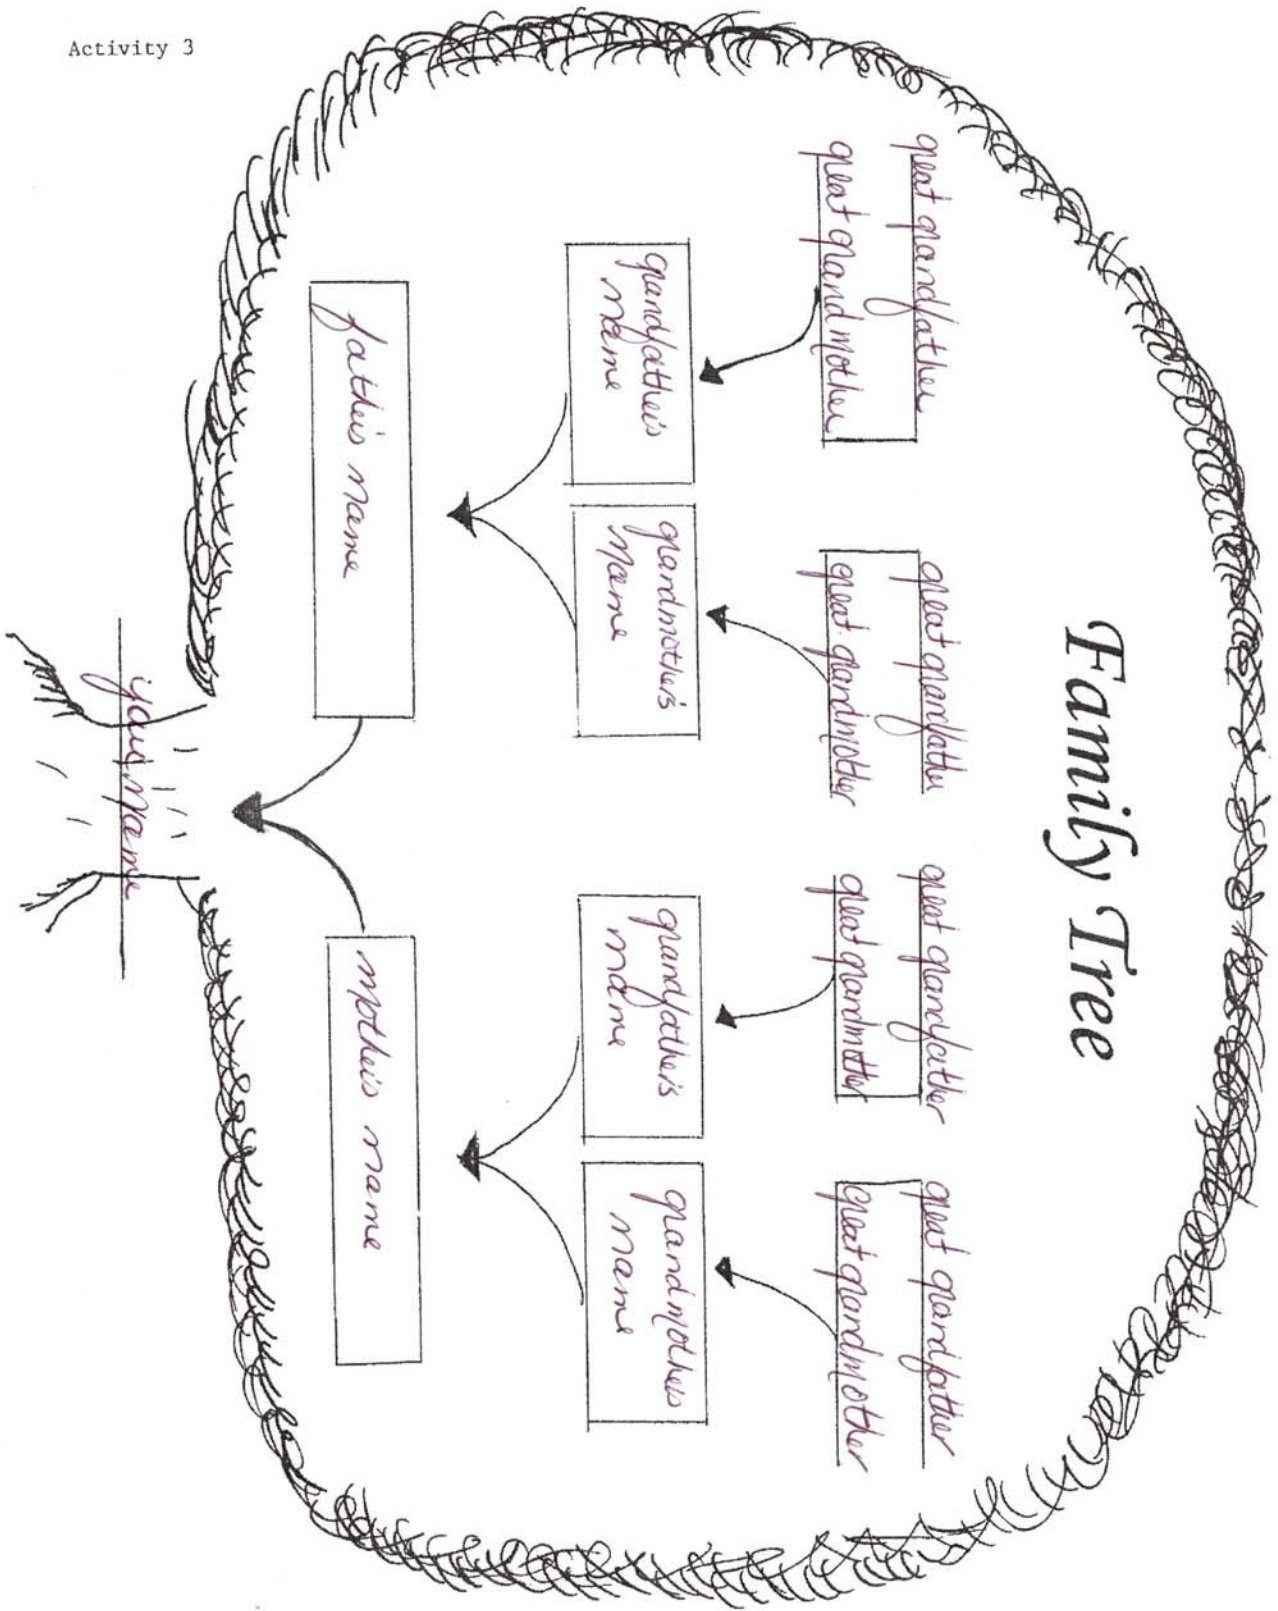 Activity 3
Family Tree
great grandfather
great grandmother
great grandfather
great grandmother
great grandfather
great grandmother
great grandfather
great grandmother
grandfather's
name
grandmother's
name
grandfather's
name
grandmother's
name
father's name
mother's name
your name